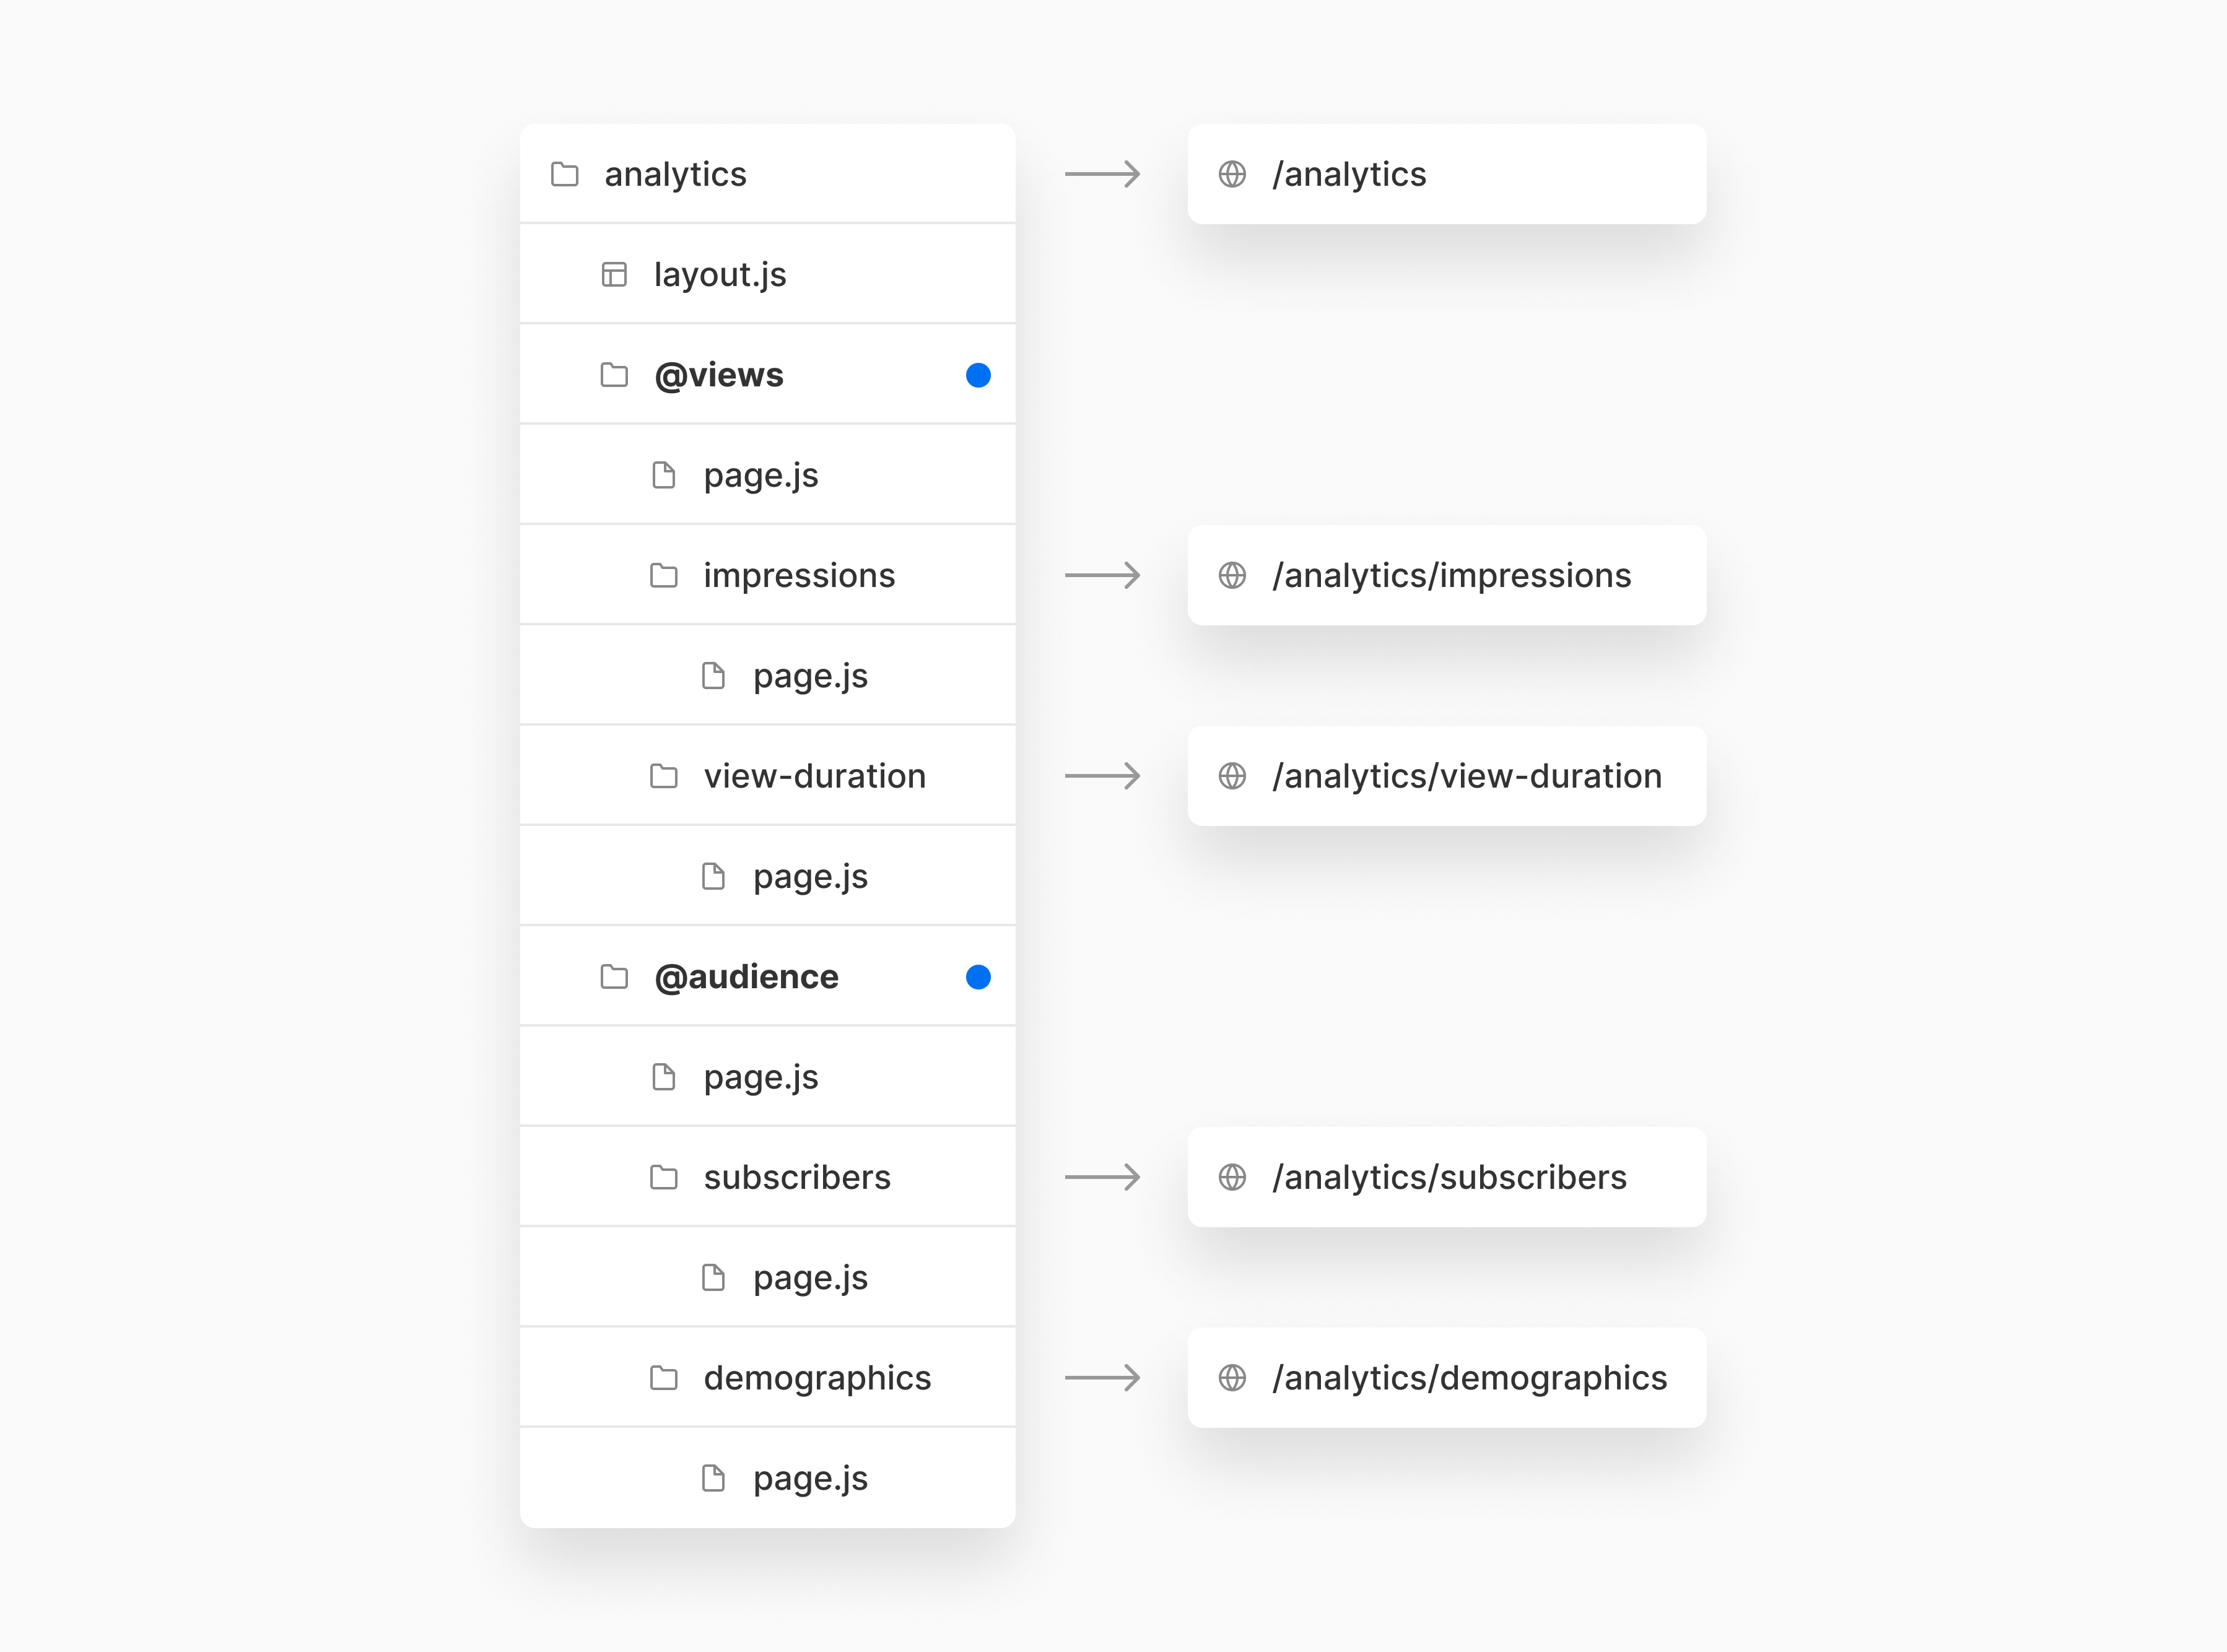 analytics
/analytics
layout.js
@views
page.js
impressions
/analytics/impressions
page.js
view-duration
/analytics/view-duration
page.js
@audience
page.js
subscribers
/analytics/subscribers
page.js
demographics
/analytics/demographics
page.js